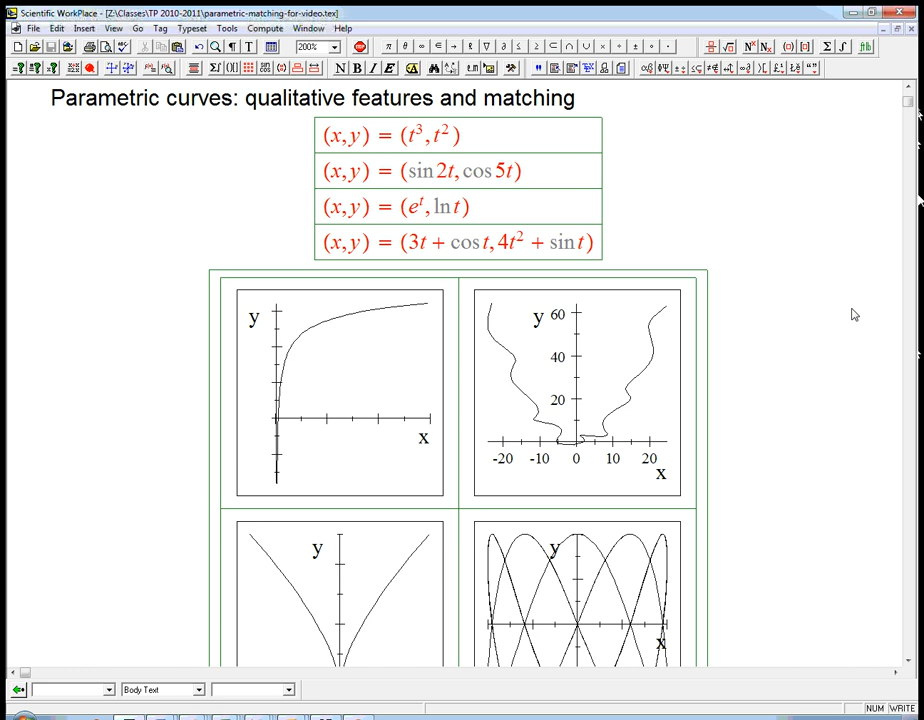 Scientific WorkPlace - [Z:\Classes\TP 2010-2011\parametric-matching-for-video.tex]
File Edit Insert View Go Tag Typeset Tools Compute Window Help
200%
Parametric curves: qualitative features and matching
(x, y) = (t³, t²)
(x, y) = (sin 2t, cos 5t)
(x, y) = (eᵗ, ln t)
(x, y) = (3t + cos t, 4t² + sin t)
y
x
y 60
40
20
-20 -10 0 10 20
x
y
y
x
Body Text
NUM WRITE